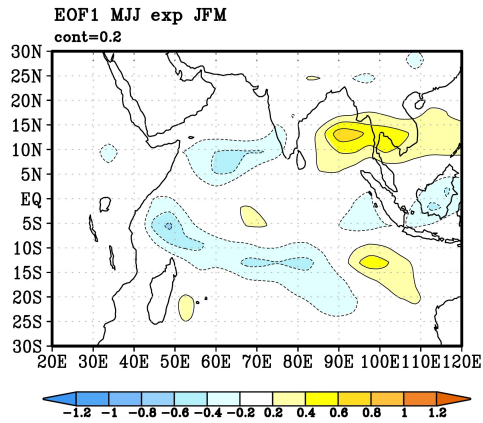 EOF1 MJJ exp JFM
cont=0.2
30N
25N
20N
15N
10N
5N
EQ
5S
10S
15S
20S
25S
30S
20E 30E 40E 50E 60E 70E 80E 90E 100E 110E 120E
-1.2 -1 -0.8 -0.6 -0.4 -0.2 0.2 0.4 0.6 0.8 1 1.2